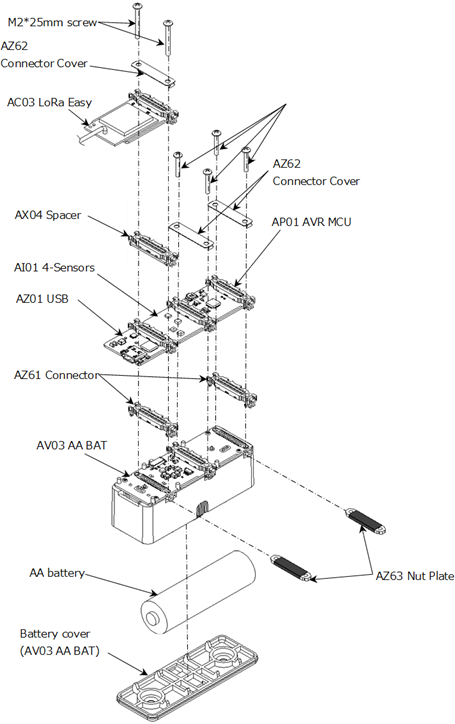 M2*25mm screw
AZ62
Connector Cover
AC03 LoRa Easy
AZ62
Connector Cover
AX04 Spacer
AP01 AVR MCU
AI01 4-Sensors
AZ01 USB
AZ61 Connector
AV03 AA BAT
AA battery
AZ63 Nut Plate
Battery cover
(AV03 AA BAT)